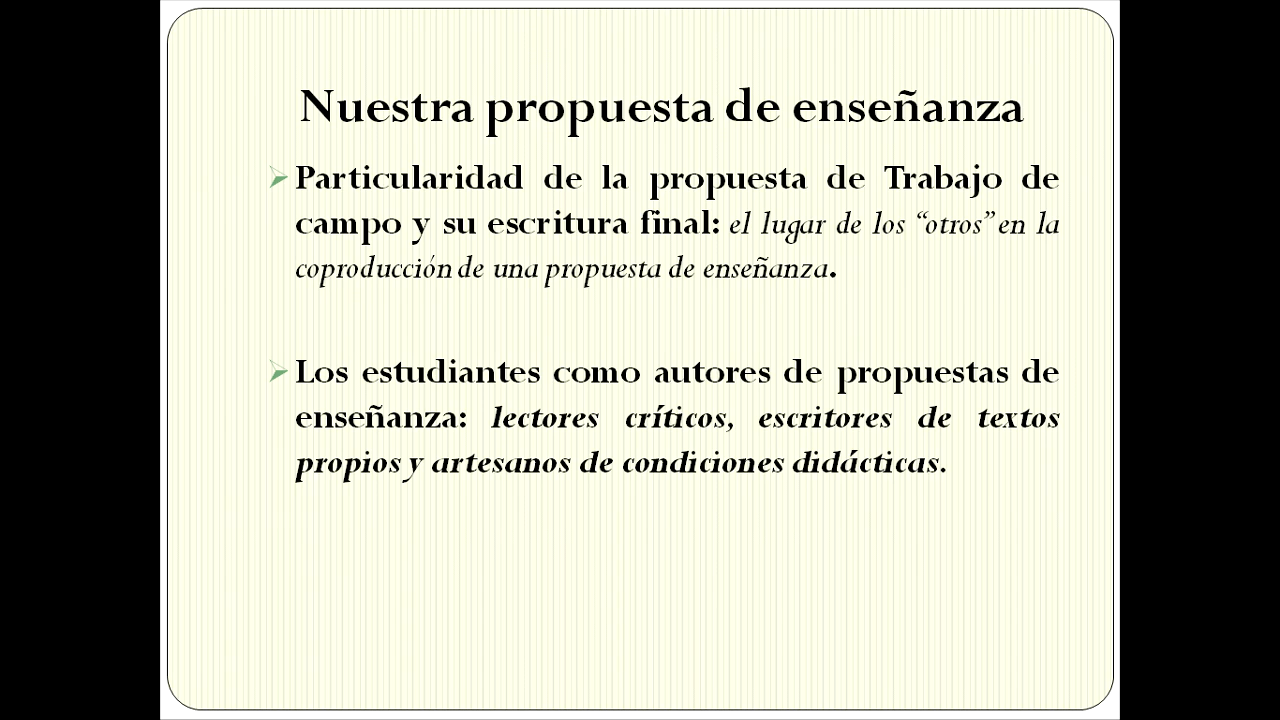 Nuestra propuesta de enseñanza
Particularidad de la propuesta de Trabajo de
campo y su escritura final: el lugar de los “otros” en la
coproducción de una propuesta de enseñanza.
Los estudiantes como autores de propuestas de
enseñanza: lectores críticos, escritores de textos
propios y artesanos de condiciones didácticas.